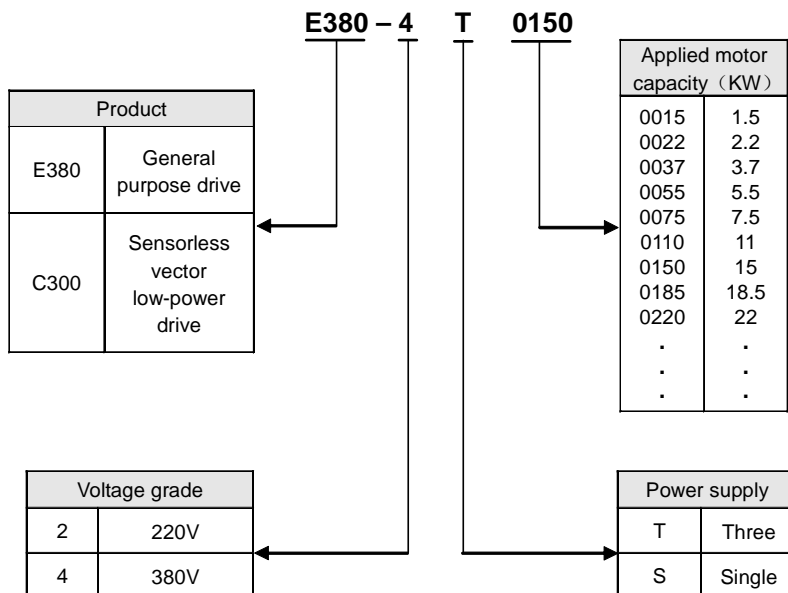 E380 – 4 T 0150
Product
E380 General purpose drive
C300 Sensorless vector low-power drive
Applied motor
capacity（KW）
0015 1.5
0022 2.2
0037 3.7
0055 5.5
0075 7.5
0110 11
0150 15
0185 18.5
0220 22
. .
. .
. .
Voltage grade
2 220V
4 380V
Power supply
T Three
S Single